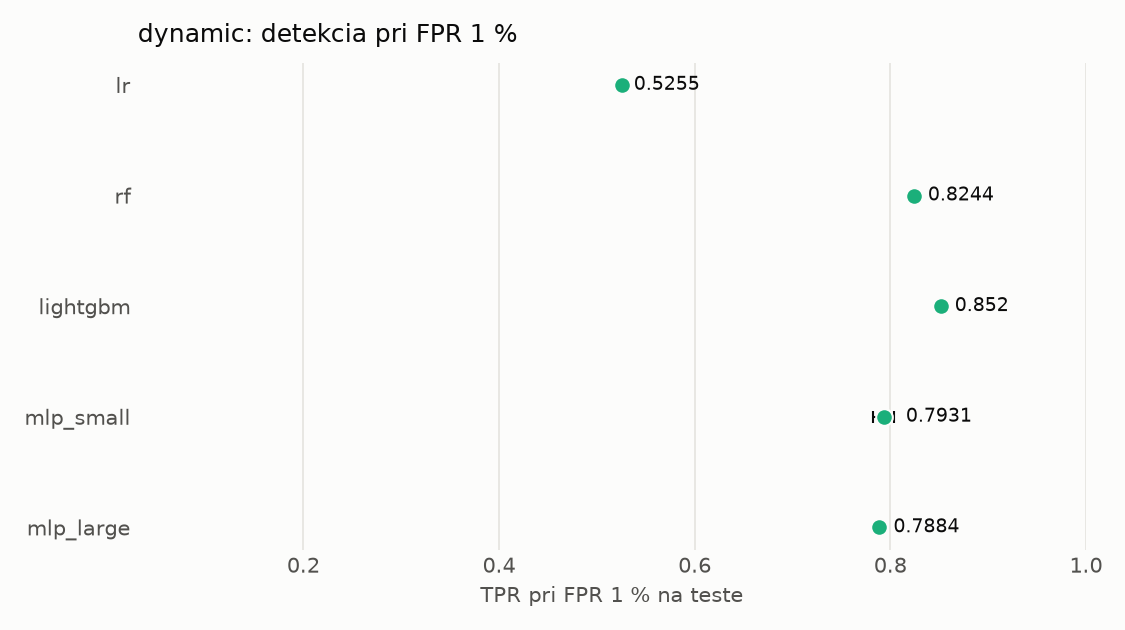 dynamic: detekcia pri FPR 1 %
lr
0.5255
rf
0.8244
lightgbm
0.852
mlp_small
0.7931
mlp_large
0.7884
0.2 0.4 0.6 0.8 1.0
TPR pri FPR 1 % na teste